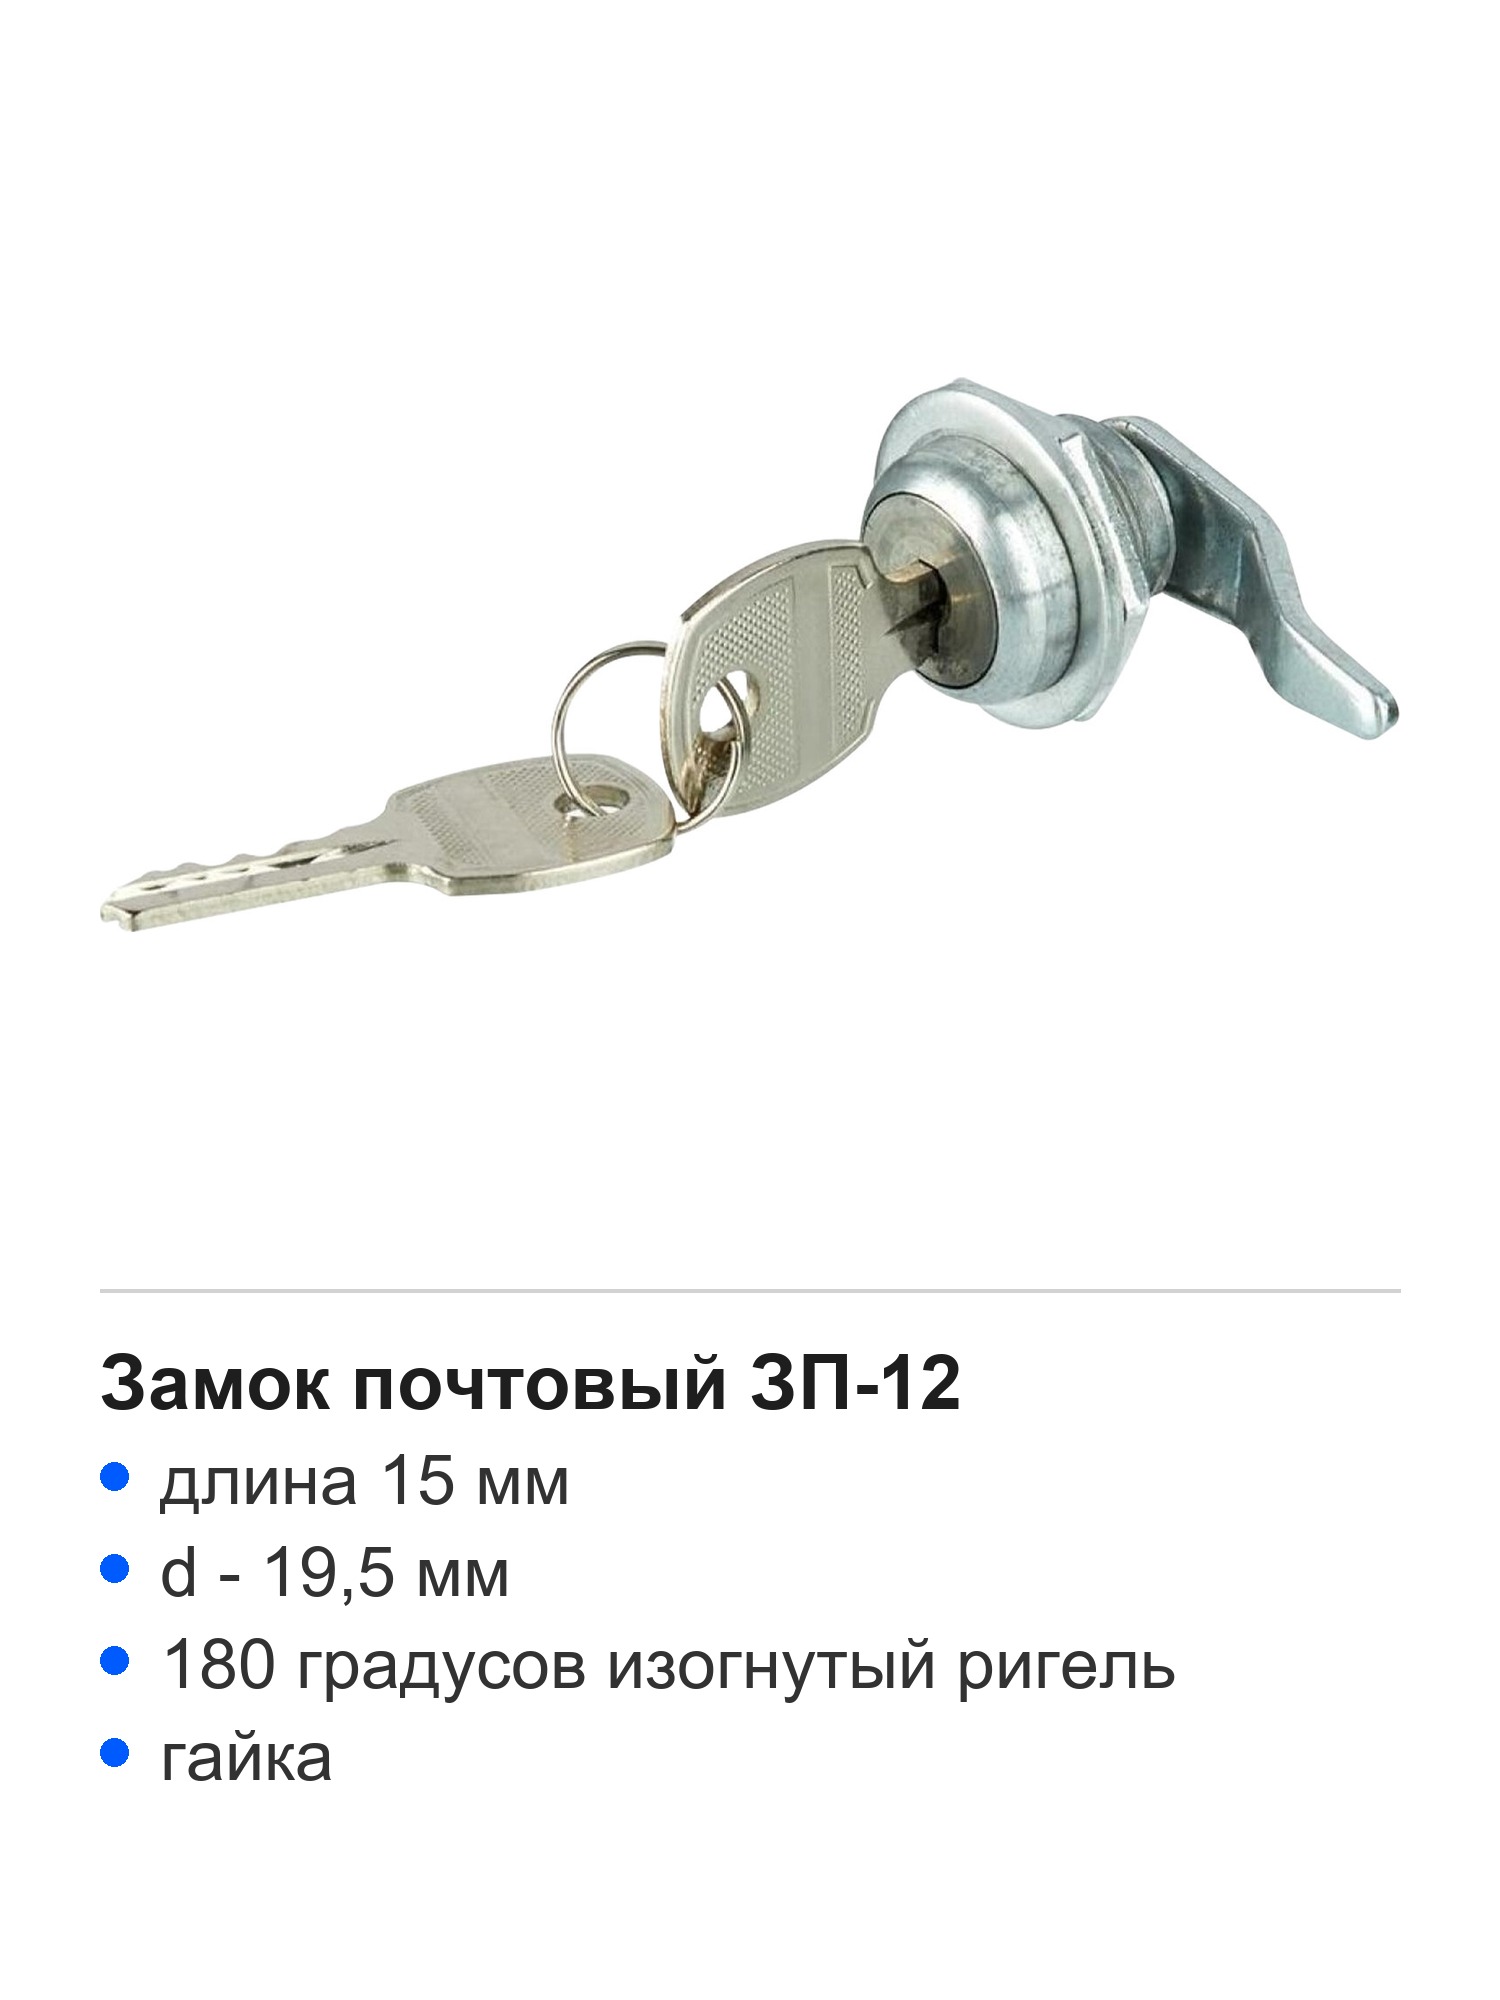 Замок почтовый ЗП-12
длина 15 мм
d - 19,5 мм
180 градусов изогнутый ригель
гайка